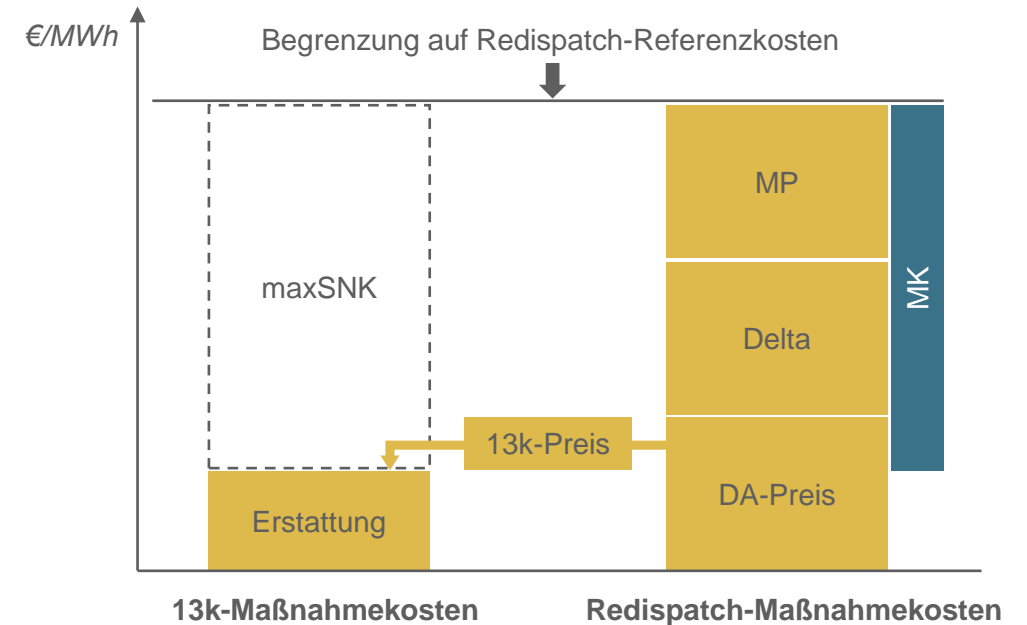 €/MWh
Begrenzung auf Redispatch-Referenzkosten
MP
maxSNK
MK
Delta
13k-Preis
DA-Preis
Erstattung
13k-Maßnahmekosten
Redispatch-Maßnahmekosten